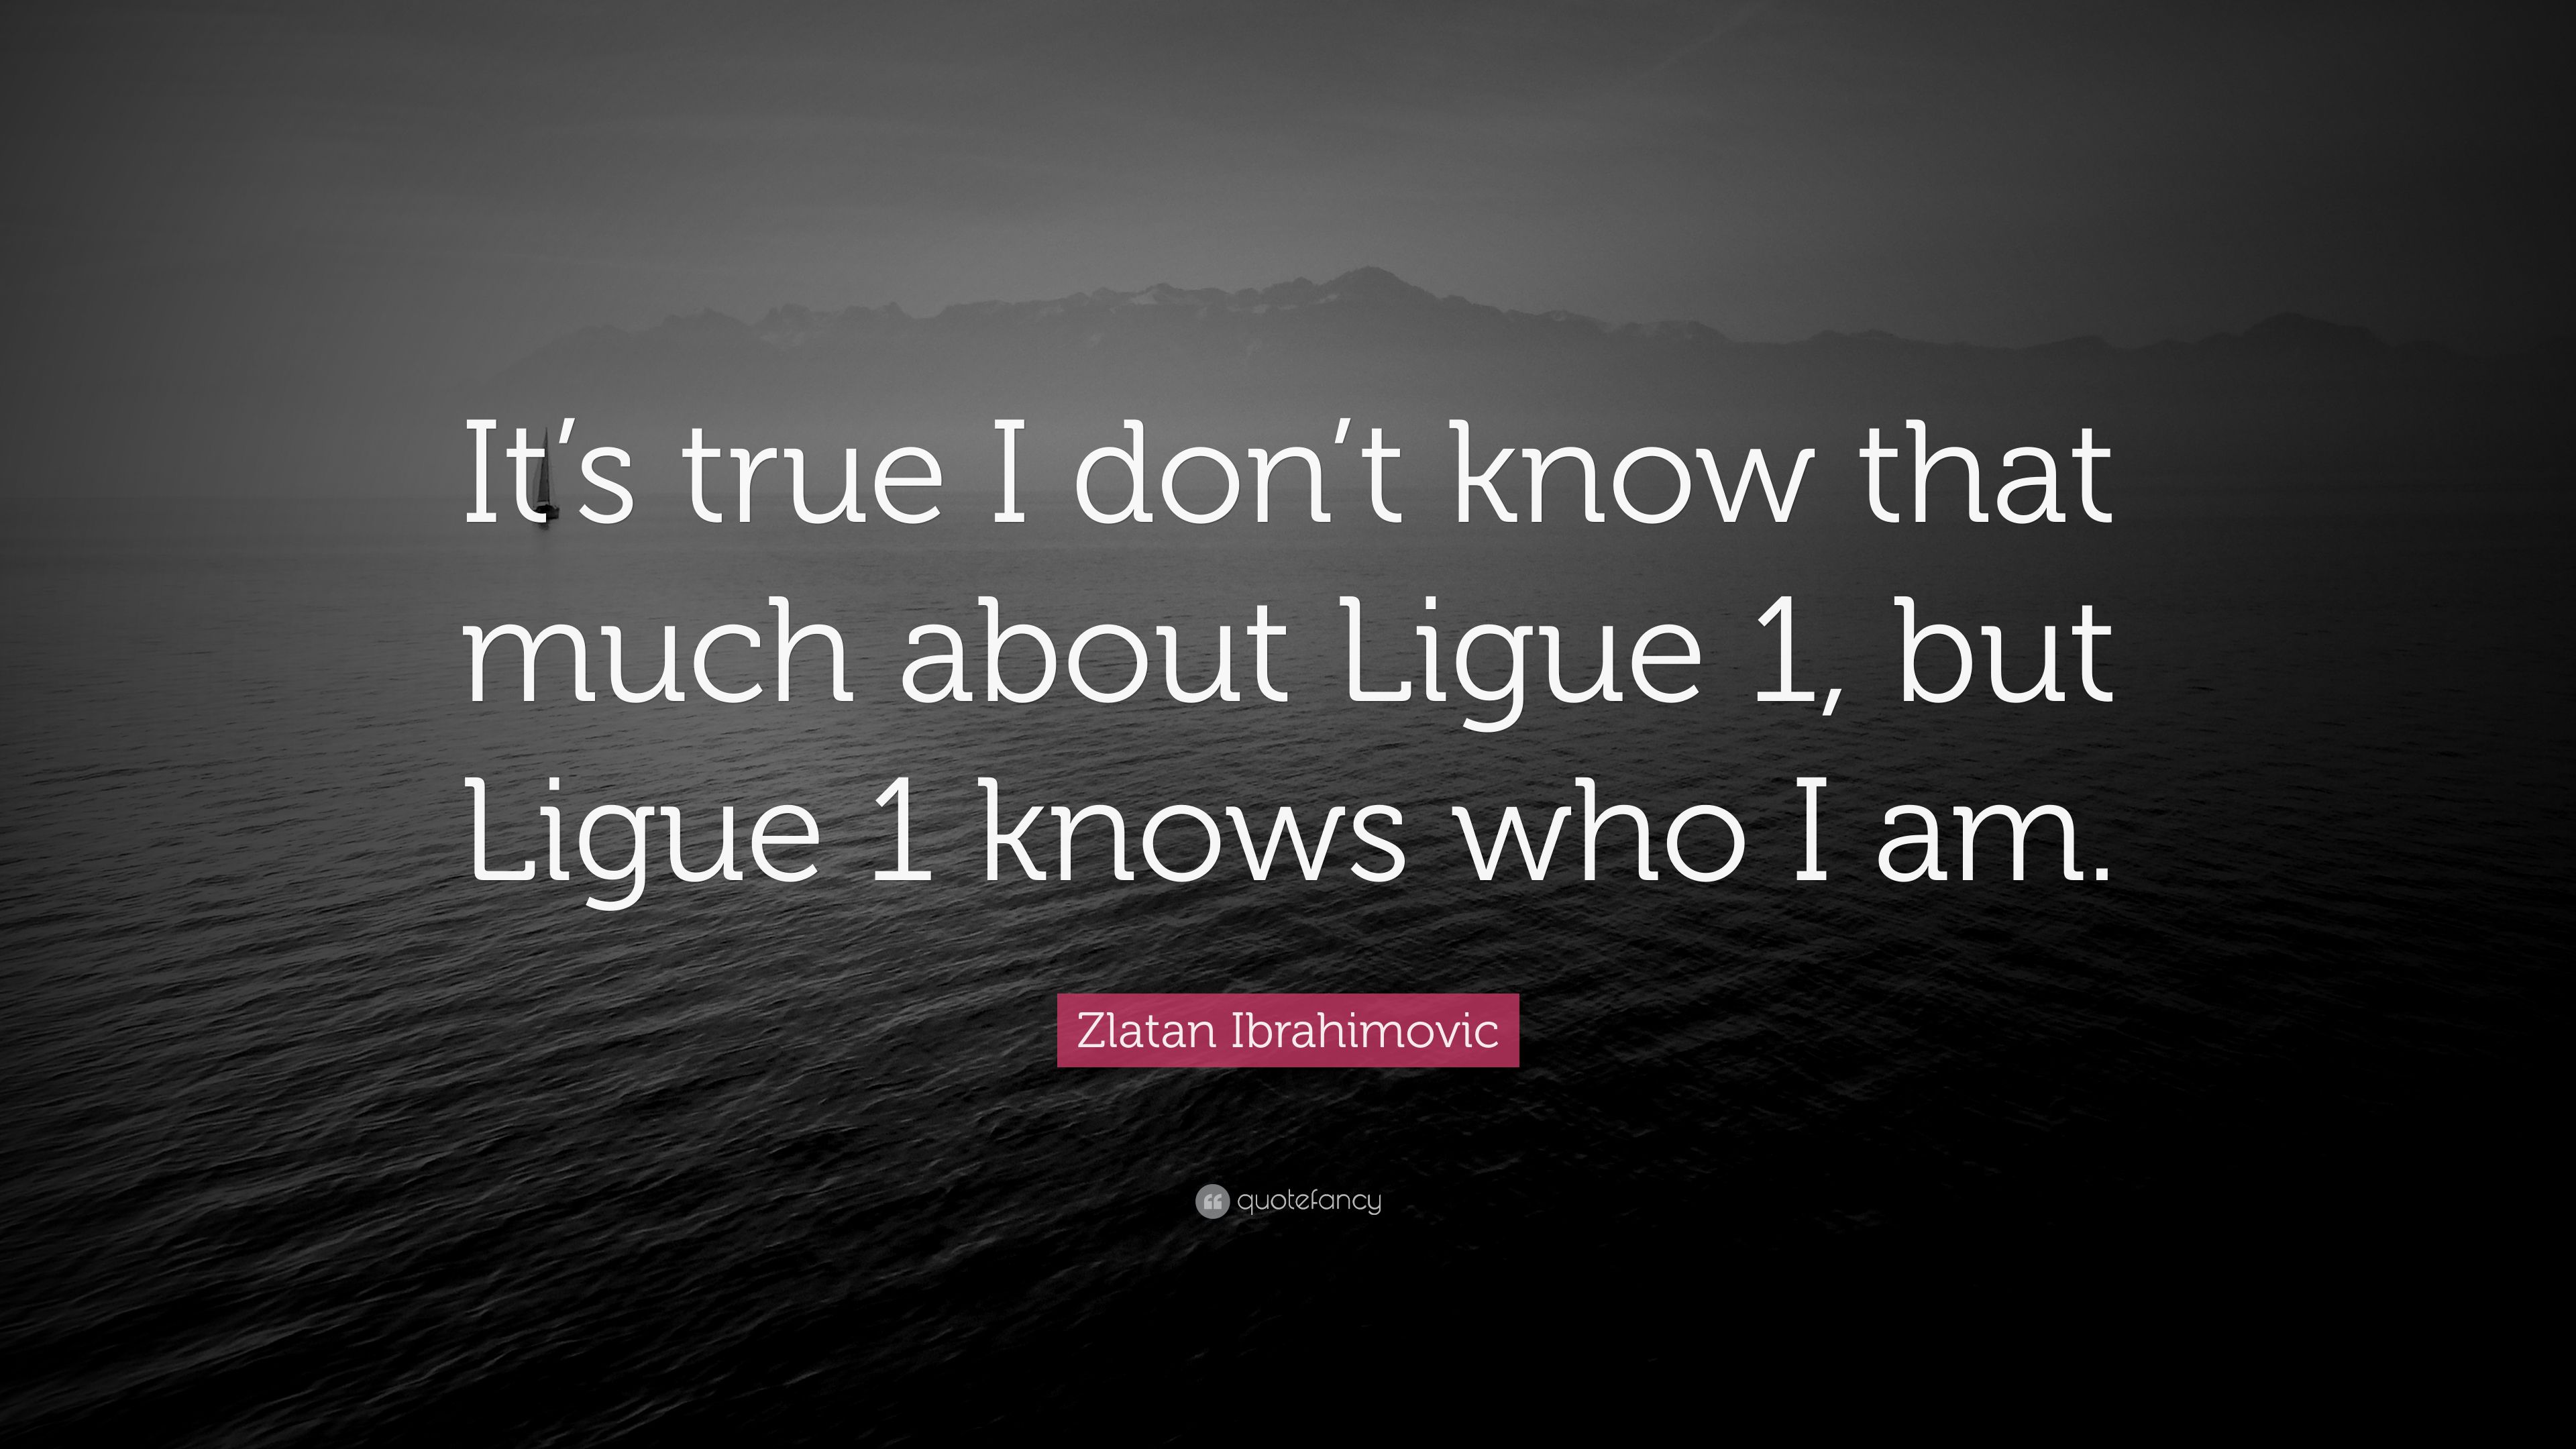 It’s true I don’t know that
much about Ligue 1, but
Ligue 1 knows who I am.
Zlatan Ibrahimovic
quotefancy